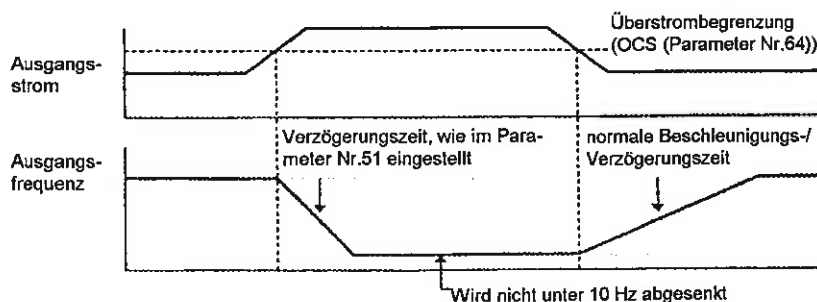 Überstrombegrenzung
(OCS (Parameter Nr.64))
Ausgangs-
strom
Verzögerungszeit, wie im Para-
meter Nr.51 eingestellt
normale Beschleunigungs-/
Verzögerungszeit
Ausgangs-
frequenz
Wird nicht unter 10 Hz abgesenkt